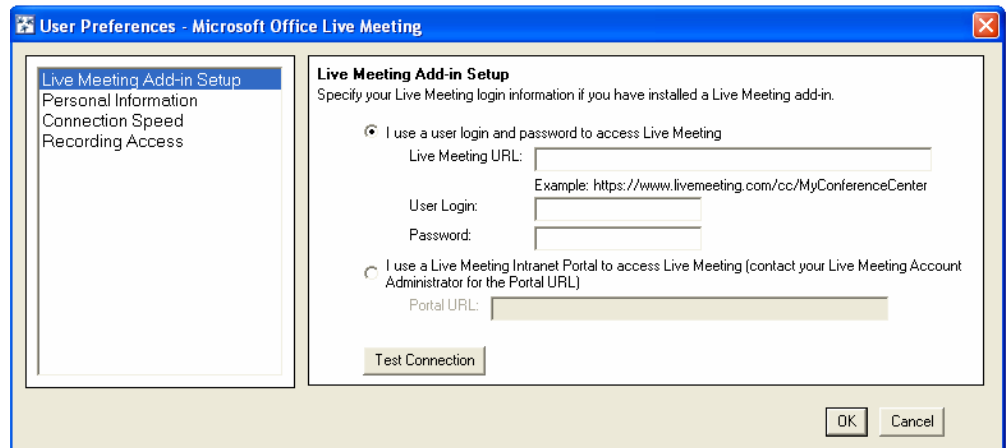 User Preferences - Microsoft Office Live Meeting
Live Meeting Add-in Setup
Personal Information
Connection Speed
Recording Access
Live Meeting Add-in Setup
Specify your Live Meeting login information if you have installed a Live Meeting add-in.
I use a user login and password to access Live Meeting
Live Meeting URL:
Example: https://www.livemeeting.com/cc/MyConferenceCenter
User Login:
Password:
I use a Live Meeting Intranet Portal to access Live Meeting (contact your Live Meeting Account
Administrator for the Portal URL)
Portal URL:
Test Connection
OK
Cancel